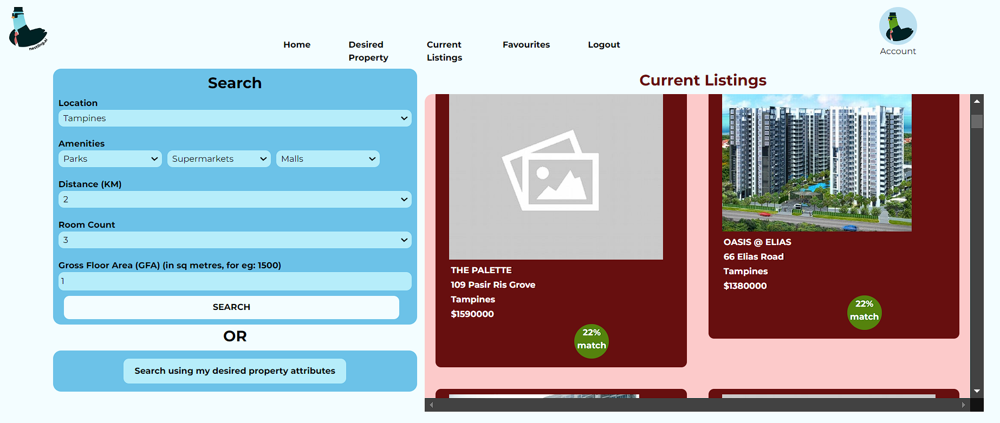 nestling.ai
Home
Desired
Property
Current
Listings
Favourites
Logout
Account
Search
Location
Tampines
Amenities
Parks
Supermarkets
Malls
Distance (KM)
2
Room Count
3
Gross Floor Area (GFA) (in sq metres, for eg: 1500)
1
SEARCH
OR
Search using my desired property attributes
Current Listings
THE PALETTE
109 Pasir Ris Grove
Tampines
$1590000
22%
match
OASIS @ ELIAS
66 Elias Road
Tampines
$1380000
22%
match